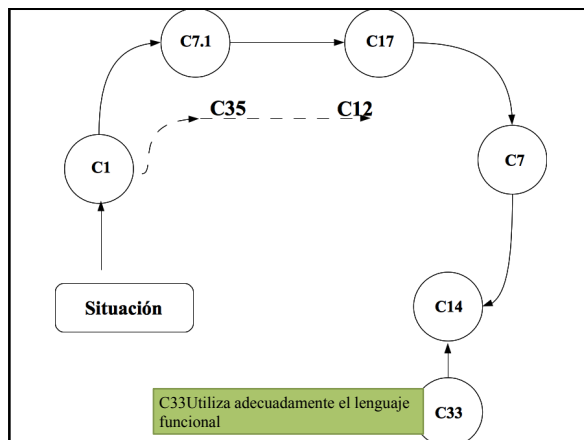 C7.1
C17
C35
C12
C1
C7
Situación
C14
C33Utiliza adecuadamente el lenguaje
funcional
C33